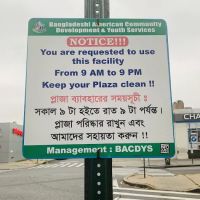 Bangladeshi American Community
Development & Youth Services
NOTICE!!!
You are requested to use
this facility
From 9 AM to 9 PM
Keep your Plaza clean !!
প্লাজা ব্যবহারের সময়সূচী :
সকাল ৯ টা হইতে রাত ৯ টা পর্যন্ত ।
প্লাজা পরিষ্কার রাখুন এবং
আমাদের সহায়তা করুন !!
Management : BACDYS
CHA